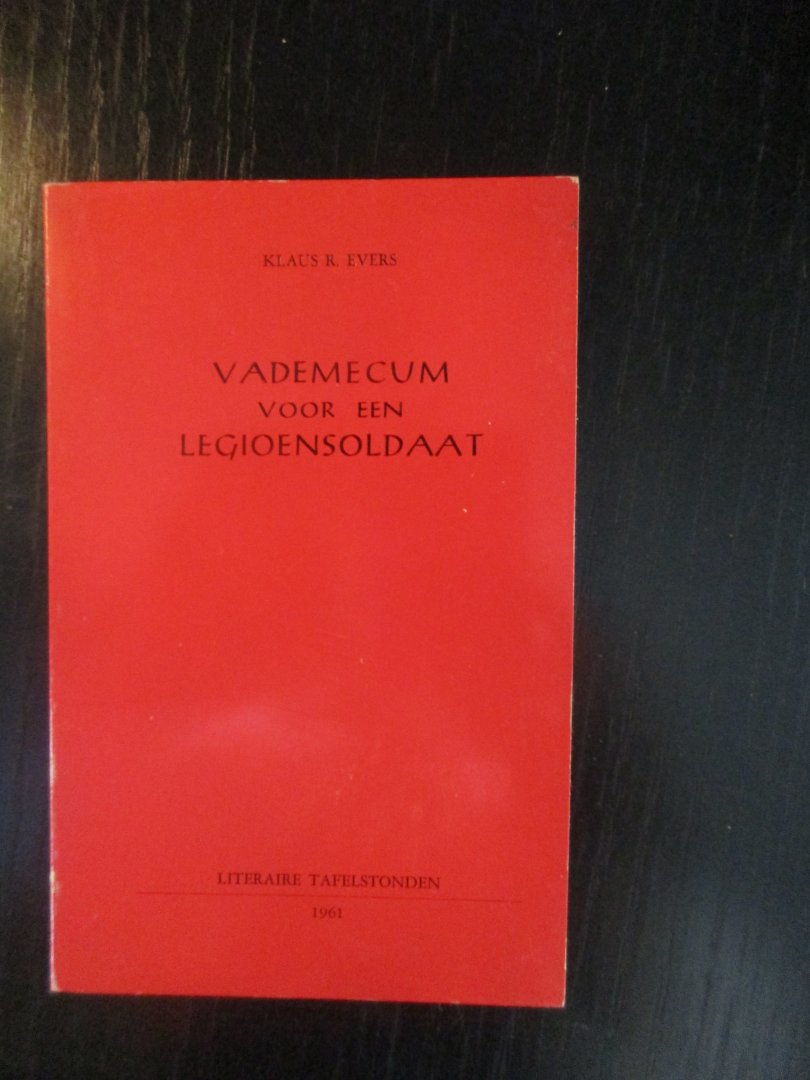 KLAUS R. EVERS
VADEMECUM
VOOR EEN
LEGIOENSOLDAAT
LITERAIRE TAFELSTONDEN
1961